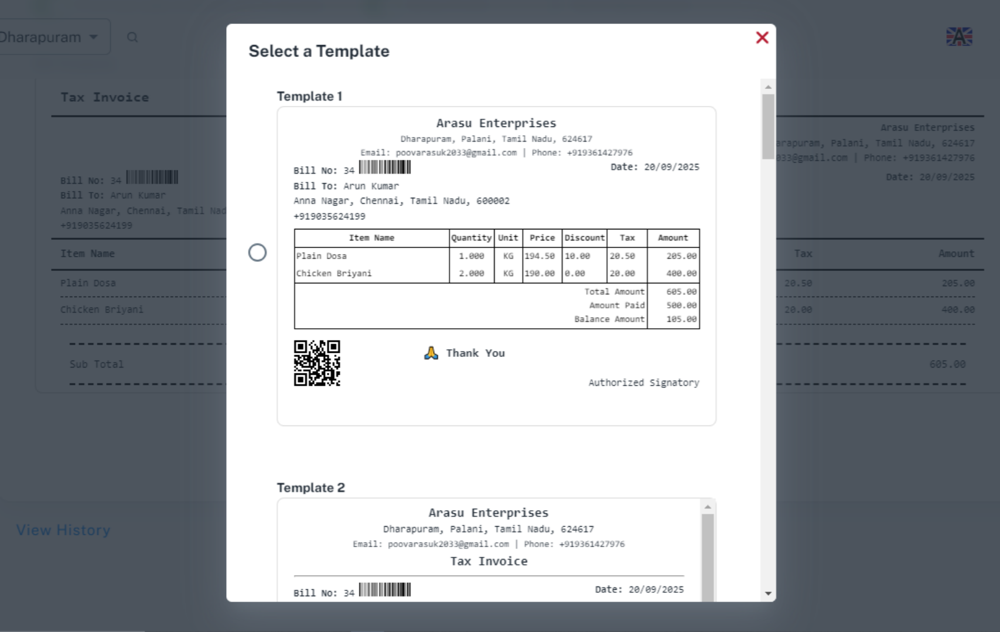 Dharapuram
Select a Template
Tax Invoice
Bill No: 34
Bill To: Arun Kumar
Anna Nagar, Chennai, Tamil Nad
+919035624199
Item Name
Plain Dosa
Chicken Briyani
Sub Total
View History
Template 1
Arasu Enterprises
Dharapuram, Palani, Tamil Nadu, 624617
Email: poovarasuk2033@gmail.com | Phone: +919361427976
Bill No: 34 Date: 20/09/2025
Bill To: Arun Kumar
Anna Nagar, Chennai, Tamil Nadu, 600002
+919035624199
Item Name Quantity Unit Price Discount Tax Amount
Plain Dosa 1.000 KG 194.50 10.00 20.50 205.00
Chicken Briyani 2.000 KG 190.00 0.00 20.00 400.00
Total Amount 605.00
Amount Paid 500.00
Balance Amount 105.00
🙏 Thank You
Authorized Signatory
Template 2
Arasu Enterprises
Dharapuram, Palani, Tamil Nadu, 624617
Email: poovarasuk2033@gmail.com | Phone: +919361427976
Tax Invoice
Bill No: 34 Date: 20/09/2025
A
Arasu Enterprises
arapuram, Palani, Tamil Nadu, 624617
033@gmail.com | Phone: +919361427976
Date: 20/09/2025
Tax Amount
20.50 205.00
20.00 400.00
605.00